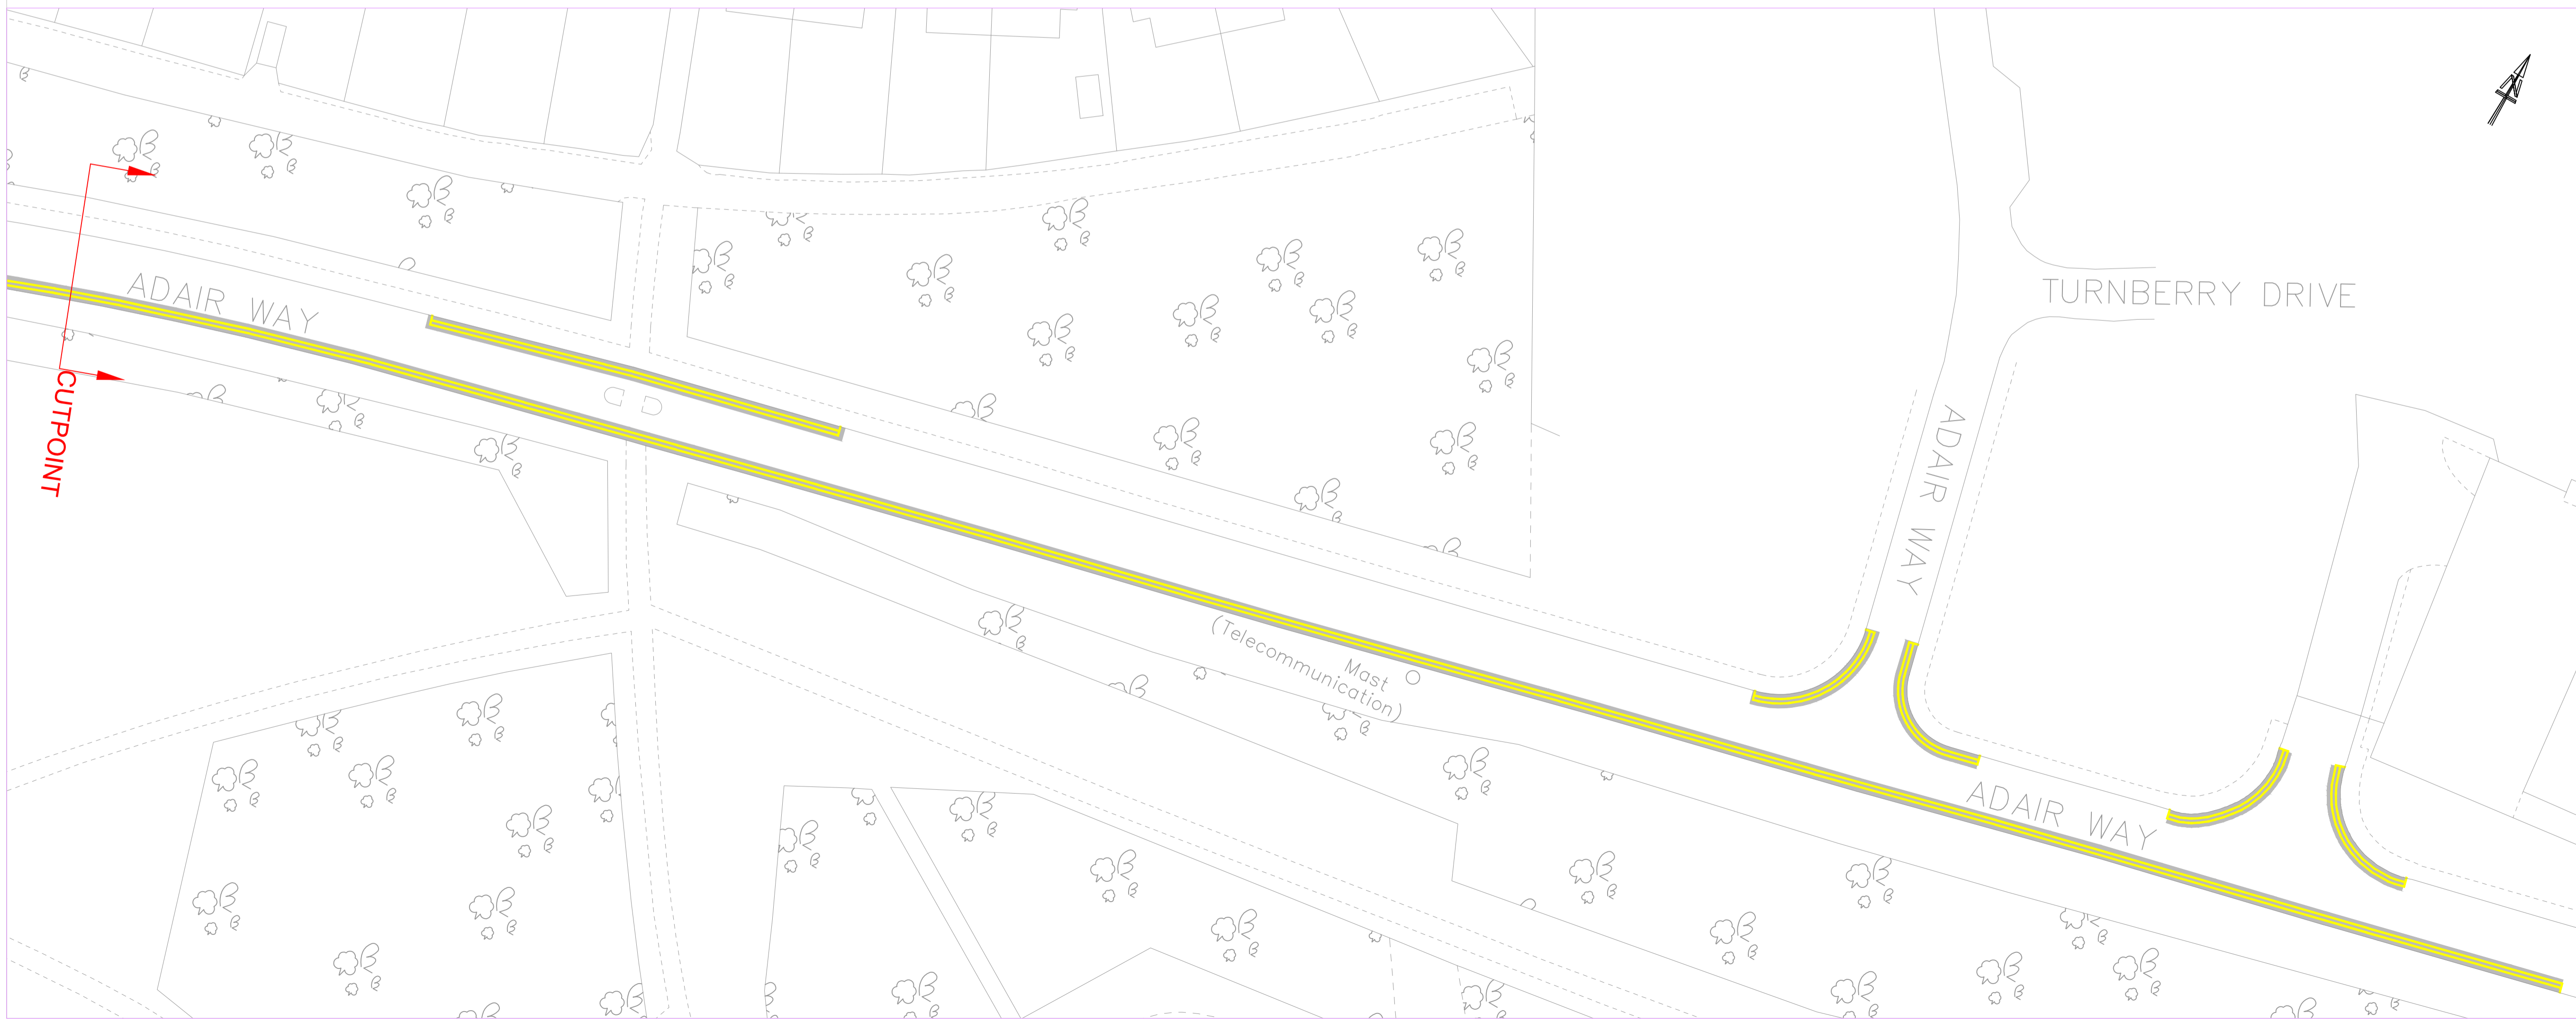 N
ADAIR WAY
TURNBERRY DRIVE
CUTPOINT
ADAIR WAY
Mast
(Telecommunication)
ADAIR WAY